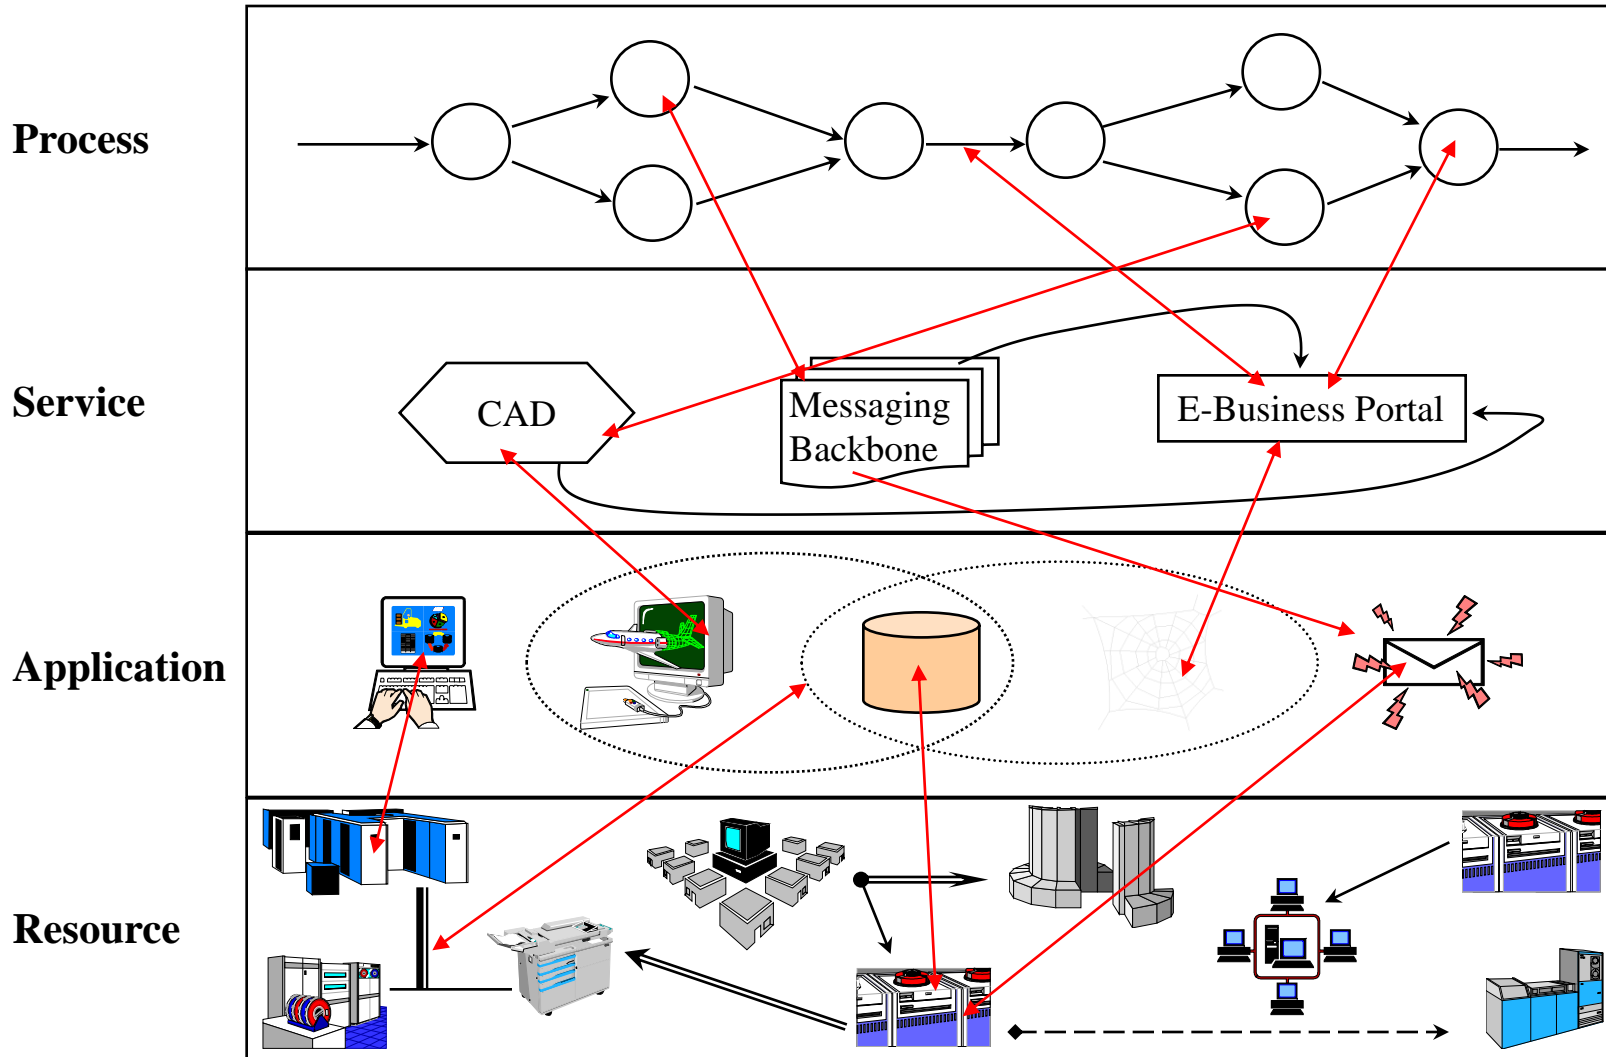 Process
Service
CAD
Messaging
Backbone
E-Business Portal
Application
Resource